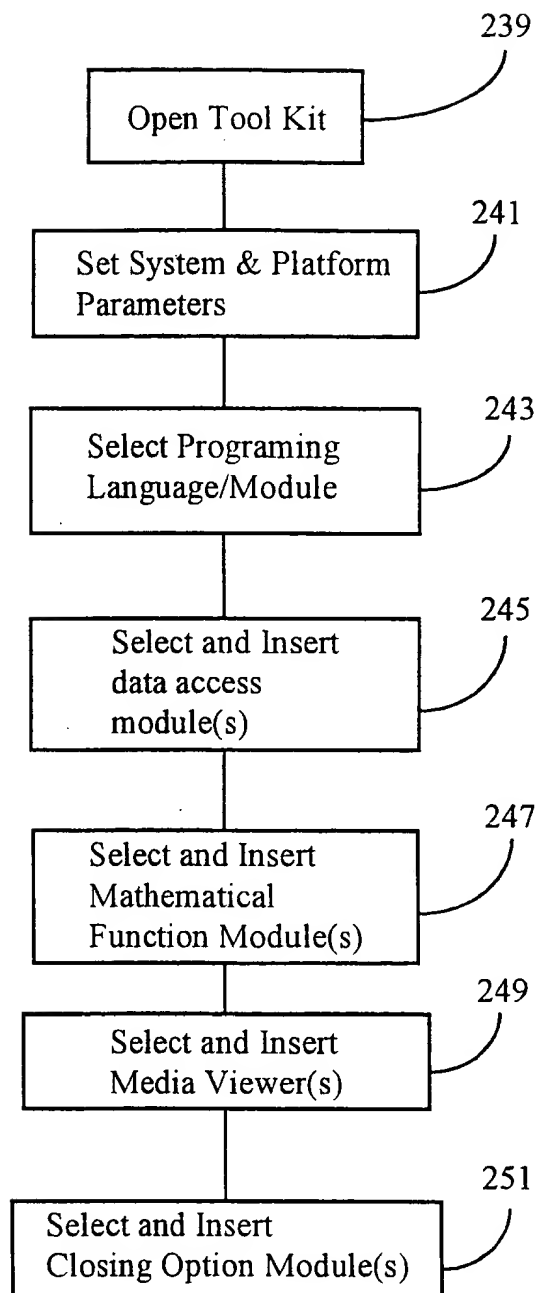 239
Open Tool Kit
241
Set System & Platform
Parameters
243
Select Programing
Language/Module
245
Select and Insert
data access
module(s)
247
Select and Insert
Mathematical
Function Module(s)
249
Select and Insert
Media Viewer(s)
251
Select and Insert
Closing Option Module(s)